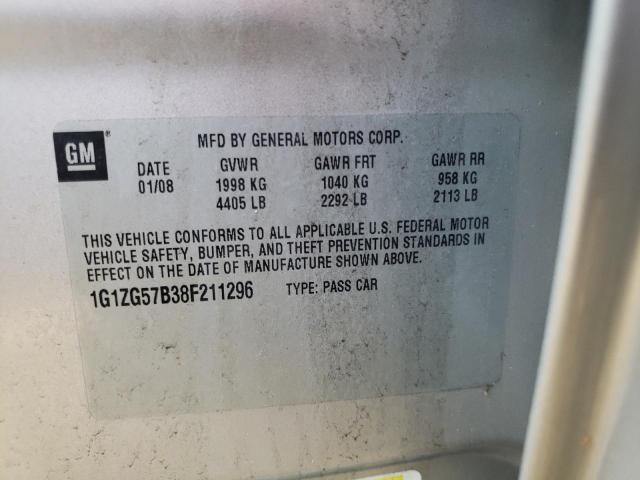 GM ® MFD BY GENERAL MOTORS CORP.
DATE GVWR GAWR FRT GAWR RR
01/08 1998 KG 1040 KG 958 KG
4405 LB 2292 LB 2113 LB
THIS VEHICLE CONFORMS TO ALL APPLICABLE U.S. FEDERAL MOTOR
VEHICLE SAFETY, BUMPER, AND THEFT PREVENTION STANDARDS IN
EFFECT ON THE DATE OF MANUFACTURE SHOWN ABOVE.
1G1ZG57B38F211296 TYPE: PASS CAR